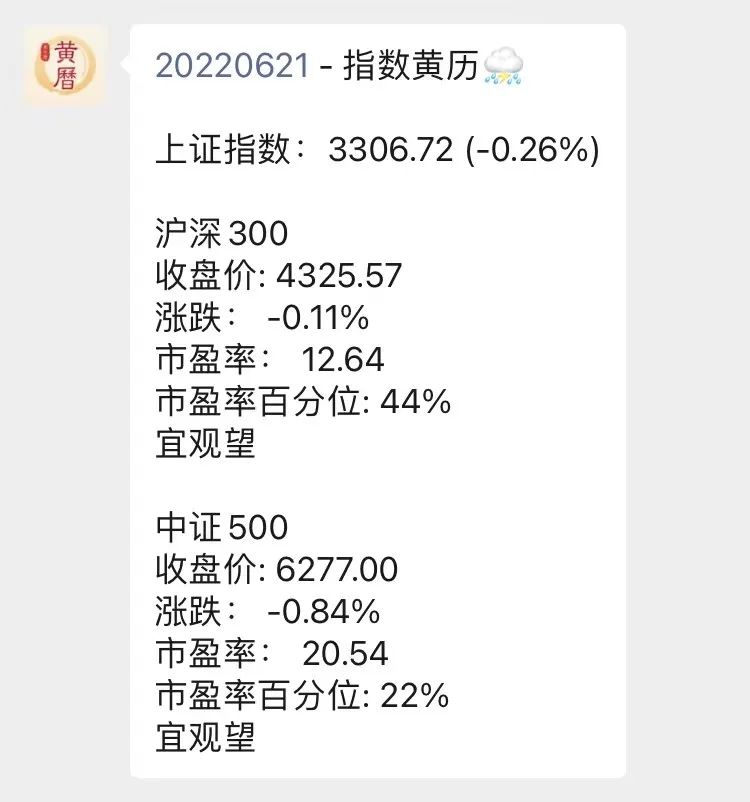 黄曆
20220621 - 指数黄历🌧️
上证指数：3306.72 (-0.26%)
沪深300
收盘价: 4325.57
涨跌： -0.11%
市盈率： 12.64
市盈率百分位: 44%
宜观望
中证500
收盘价: 6277.00
涨跌： -0.84%
市盈率： 20.54
市盈率百分位: 22%
宜观望